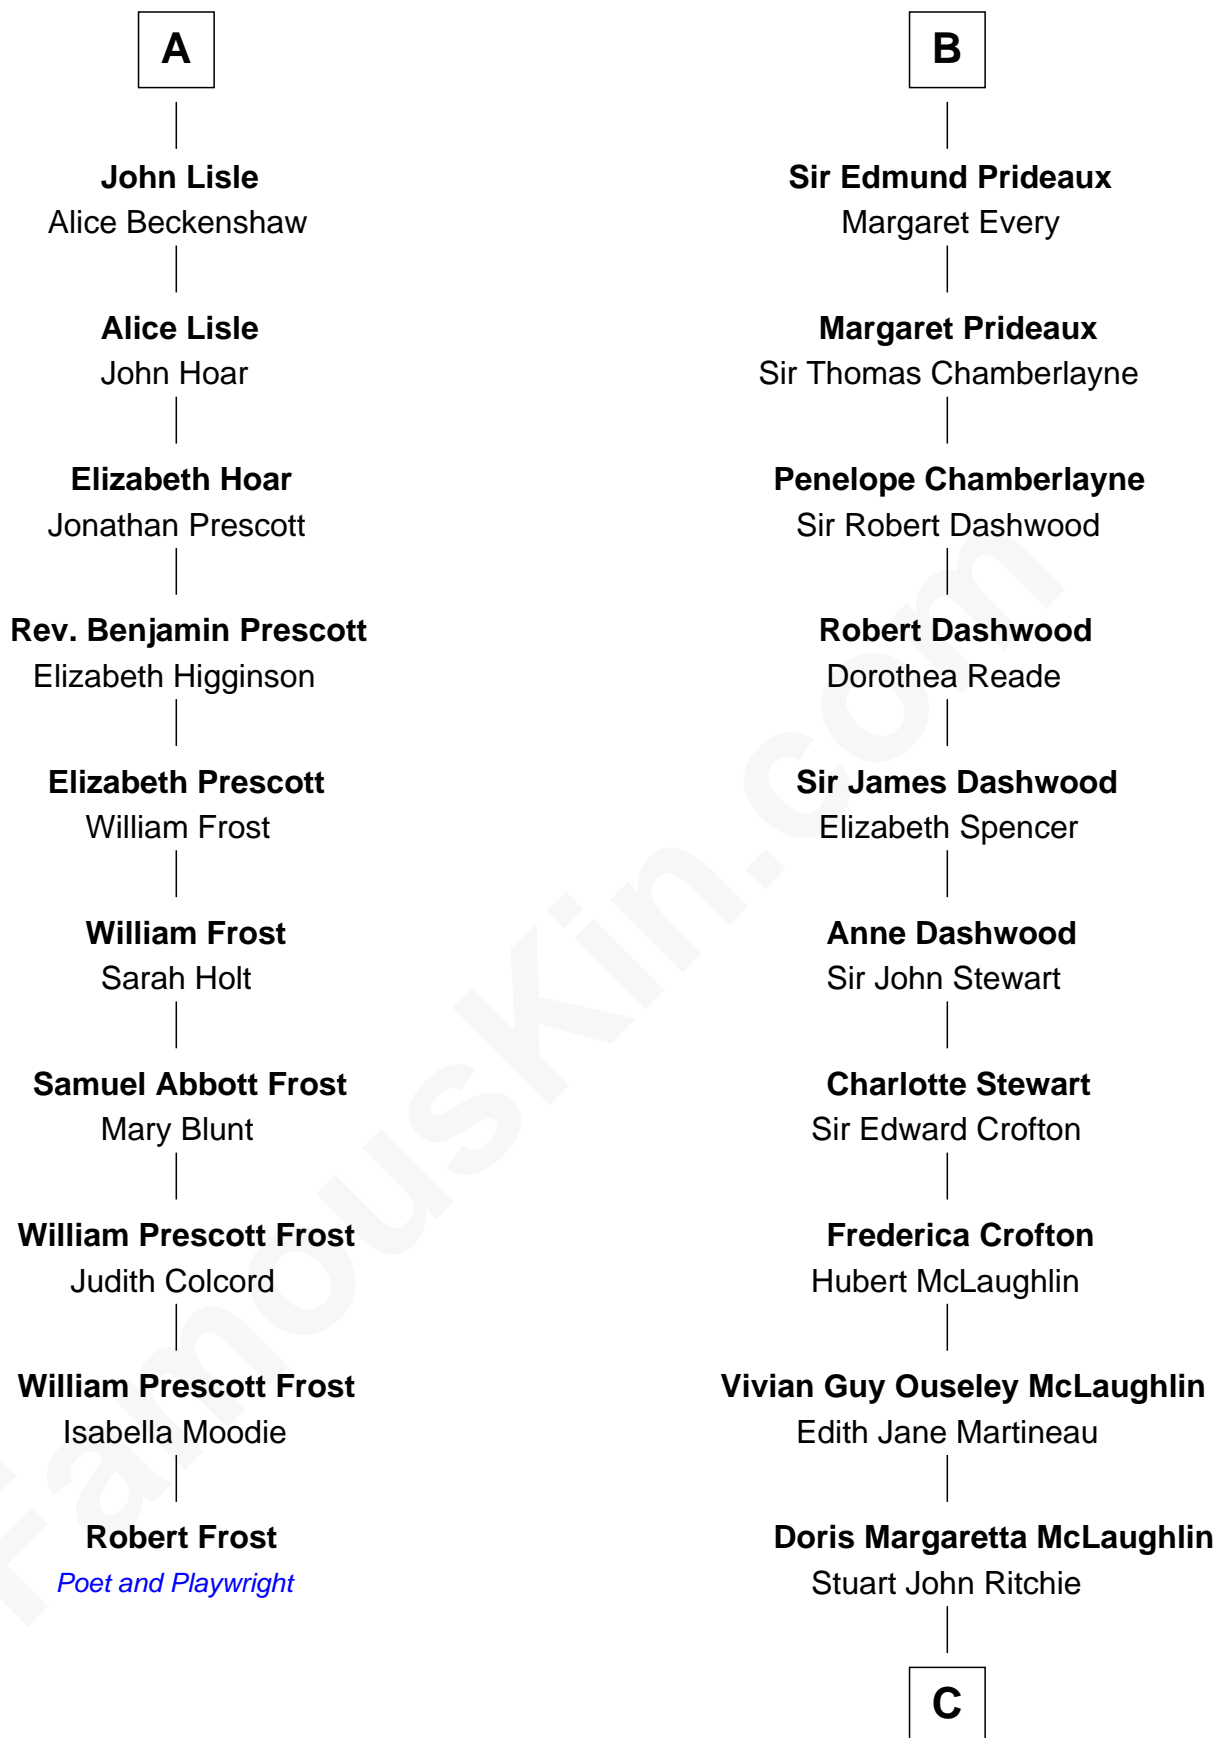 A
John Lisle
Alice Beckenshaw
Alice Lisle
John Hoar
Elizabeth Hoar
Jonathan Prescott
Rev. Benjamin Prescott
Elizabeth Higginson
Elizabeth Prescott
William Frost
William Frost
Sarah Holt
Samuel Abbott Frost
Mary Blunt
William Prescott Frost
Judith Colcord
William Prescott Frost
Isabella Moodie
Robert Frost
Poet and Playwright
B
Sir Edmund Prideaux
Margaret Every
Margaret Prideaux
Sir Thomas Chamberlayne
Penelope Chamberlayne
Sir Robert Dashwood
Robert Dashwood
Dorothea Reade
Sir James Dashwood
Elizabeth Spencer
Anne Dashwood
Sir John Stewart
Charlotte Stewart
Sir Edward Crofton
Frederica Crofton
Hubert McLaughlin
Vivian Guy Ouseley McLaughlin
Edith Jane Martineau
Doris Margaretta McLaughlin
Stuart John Ritchie
C
FamousKin.com